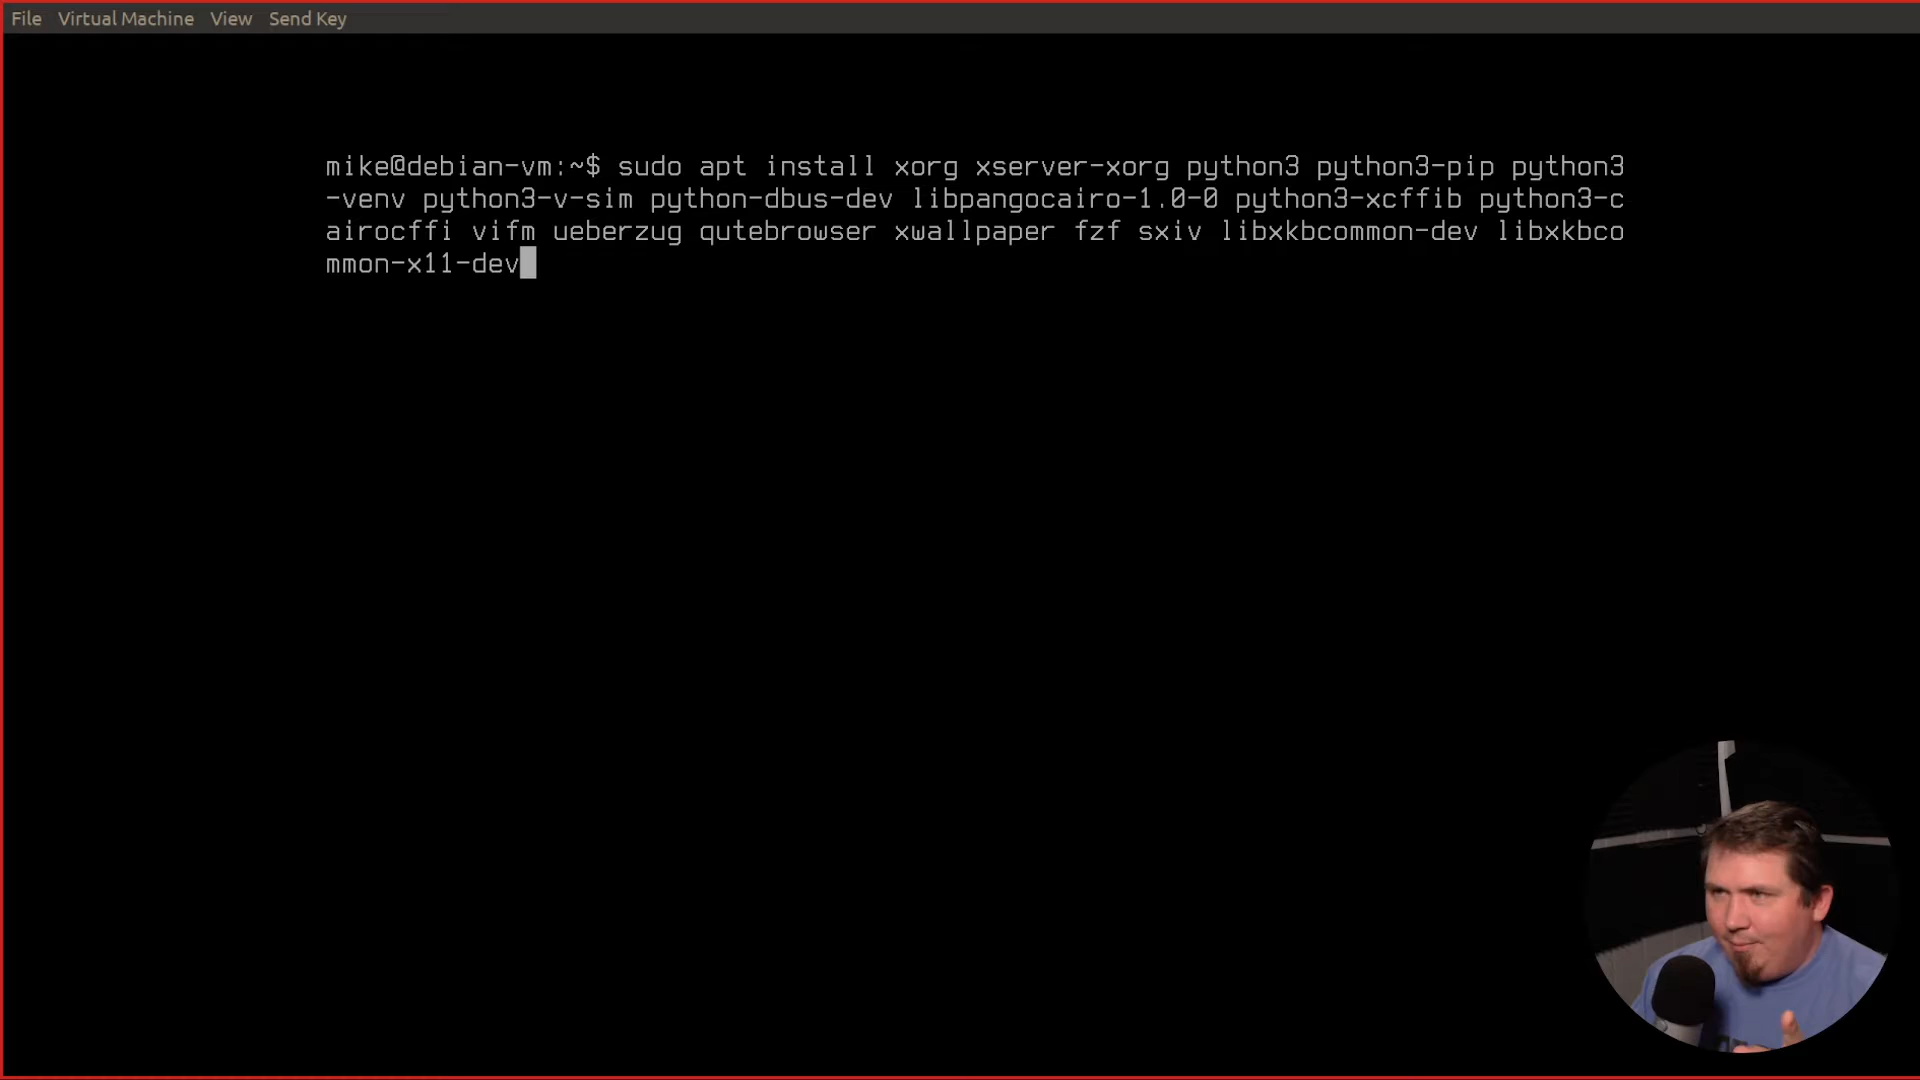 File Virtual Machine View Send Key
mike@debian-vm:~$ sudo apt install xorg xserver-xorg python3 python3-pip python3
-venv python3-v-sim python-dbus-dev libpangocairo-1.0-0 python3-xcffib python3-c
airocffi vifm ueberzug qutebrowser xwallpaper fzf sxiv libxkbcommon-dev libxkbco
mmon-x11-dev